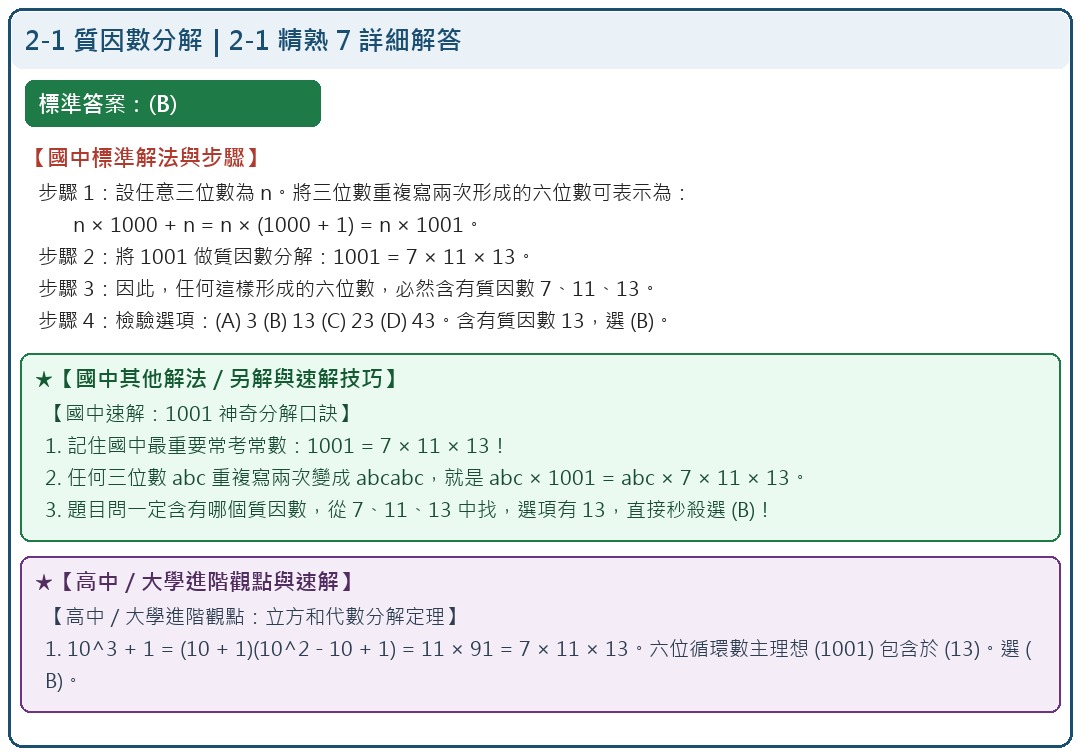 2-1 質因數分解 | 2-1 精熟 7 詳細解答
標準答案：(B)
【國中標準解法與步驟】
步驟 1：設任意三位數為 n。將三位數重複寫兩次形成的六位數可表示為：
n × 1000 + n = n × (1000 + 1) = n × 1001。
步驟 2：將 1001 做質因數分解：1001 = 7 × 11 × 13。
步驟 3：因此，任何這樣形成的六位數，必然含有質因數 7、11、13。
步驟 4：檢驗選項：(A) 3 (B) 13 (C) 23 (D) 43。含有質因數 13，選 (B)。
★【國中其他解法 / 另解與速解技巧】
【國中速解：1001 神奇分解口訣】
1. 記住國中最重要常考常數：1001 = 7 × 11 × 13！
2. 任何三位數 abc 重複寫兩次變成 abcabc，就是 abc × 1001 = abc × 7 × 11 × 13。
3. 題目問一定含有哪個質因數，從 7、11、13 中找，選項有 13，直接秒殺選 (B)！
★【高中 / 大學進階觀點與速解】
【高中 / 大學進階觀點：立方和代數分解定理】
1. 10^3 + 1 = (10 + 1)(10^2 - 10 + 1) = 11 × 91 = 7 × 11 × 13。六位循環數主理想 (1001) 包含於 (13)。選 (
B)。